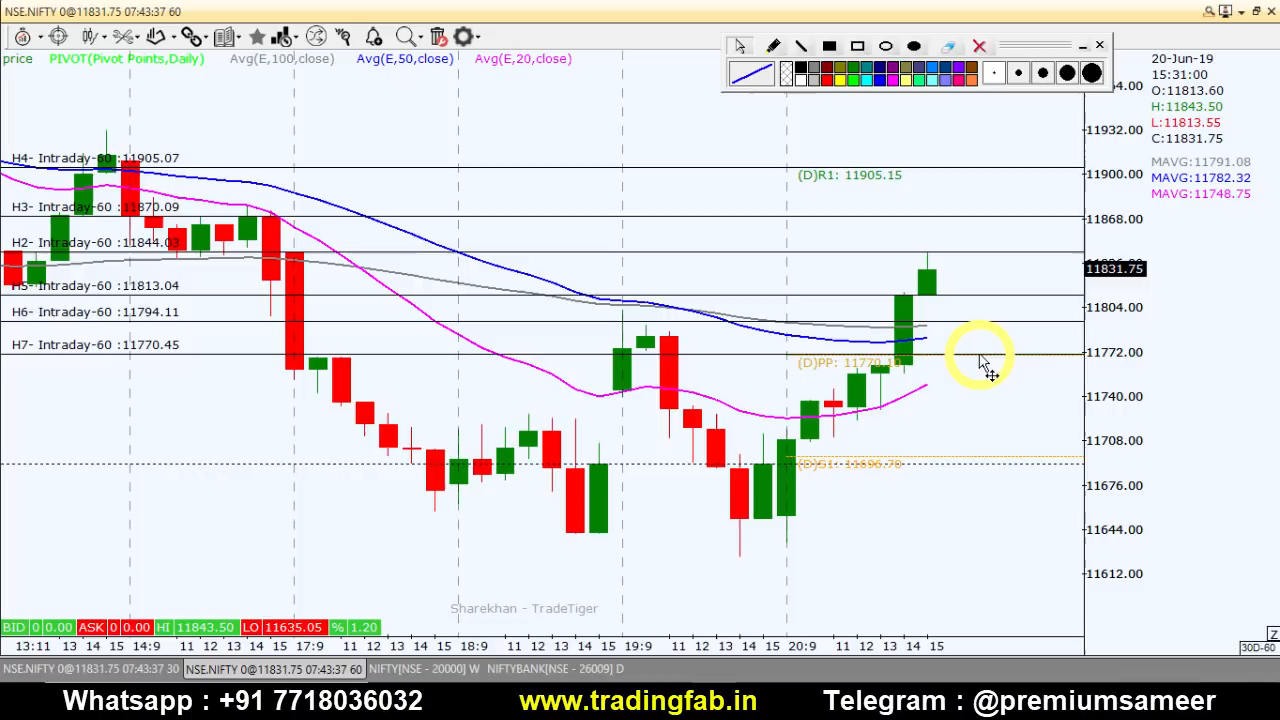 NSE.NIFTY 0@11831.75 07:43:37 60
price PIVOT(Pivot Points,Daily) Avg(E,100,close) Avg(E,50,close) Avg(E,20,close)
20-Jun-19
15:31:00
O:11813.60
H:11843.50
L:11813.55
C:11831.75
MAVG:11791.08
MAVG:11782.32
MAVG:11748.75
11932.00
H4- Intraday-60 :11905.07
(D)R1: 11905.15
11900.00
H3- Intraday-60 :11870.09
11868.00
H2- Intraday-60 :11844.03
11831.75
H5- Intraday-60 :11813.04
11804.00
H6- Intraday-60 :11794.11
H7- Intraday-60 :11770.45
11772.00
(D)PP: 11770.10
11740.00
11708.00
(D)S1: 11696.70
11676.00
11644.00
11612.00
Sharekhan - TradeTiger
BID 0 0.00 ASK 0 0.00 HI 11843.50 LO 11635.05 % 1.20
Z
13:11 13 14 15 14:9 11 12 13 14 15 17:9 11 12 13 14 15 18:9 11 12 13 14 15 19:9 11 12 13 14 15 20:9 11 12 13 14 15
30D-60
NSE.NIFTY 0@11831.75 07:43:37 30 NSE.NIFTY 0@11831.75 07:43:37 60 NIFTY[NSE - 20000] W NIFTYBANK[NSE - 26009] D
Whatsapp : +91 7718036032 www.tradingfab.in Telegram : @premiumsameer